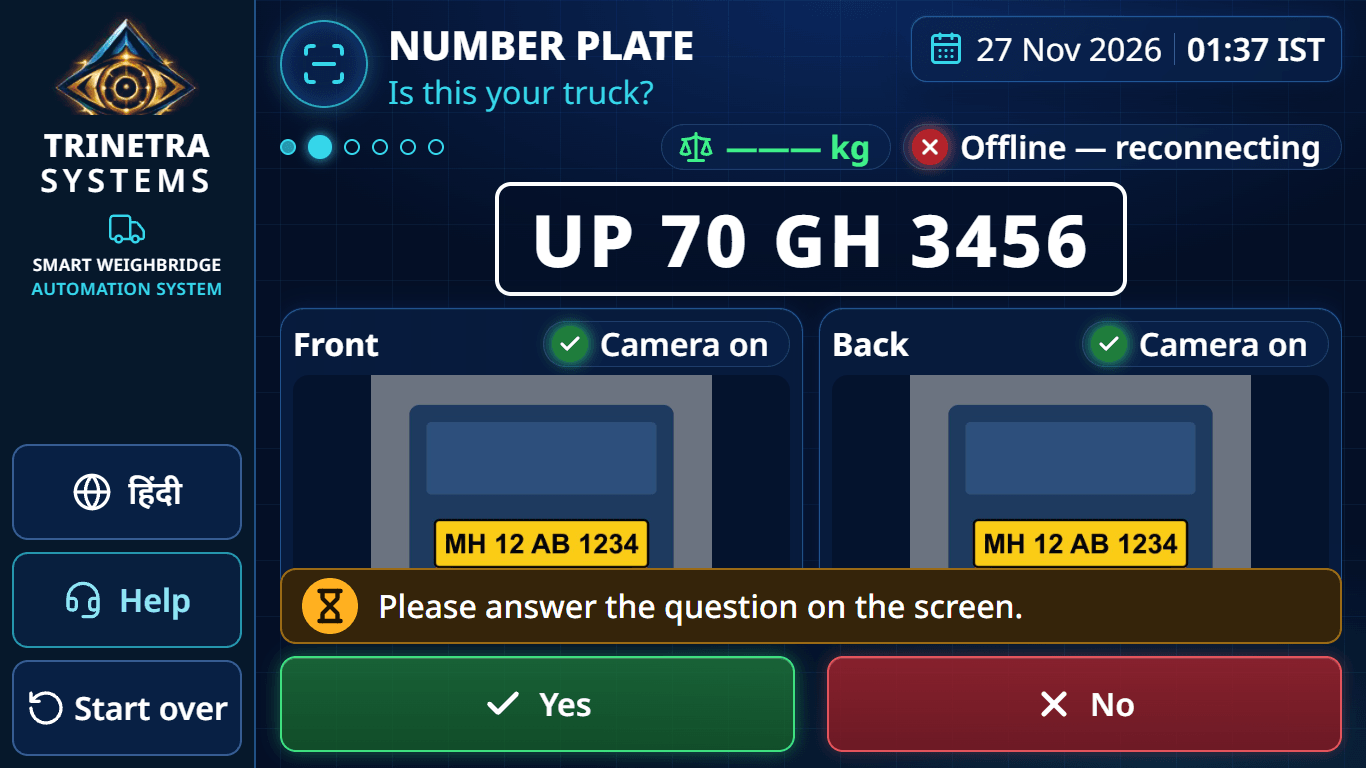 TRINETRA
SYSTEMS
SMART WEIGHBRIDGE
AUTOMATION SYSTEM
हिंदी
Help
Start over
NUMBER PLATE
Is this your truck?
27 Nov 2026 01:37 IST
——— kg
Offline — reconnecting
UP 70 GH 3456
Front
Camera on
MH 12 AB 1234
Back
Camera on
MH 12 AB 1234
Please answer the question on the screen.
Yes
No